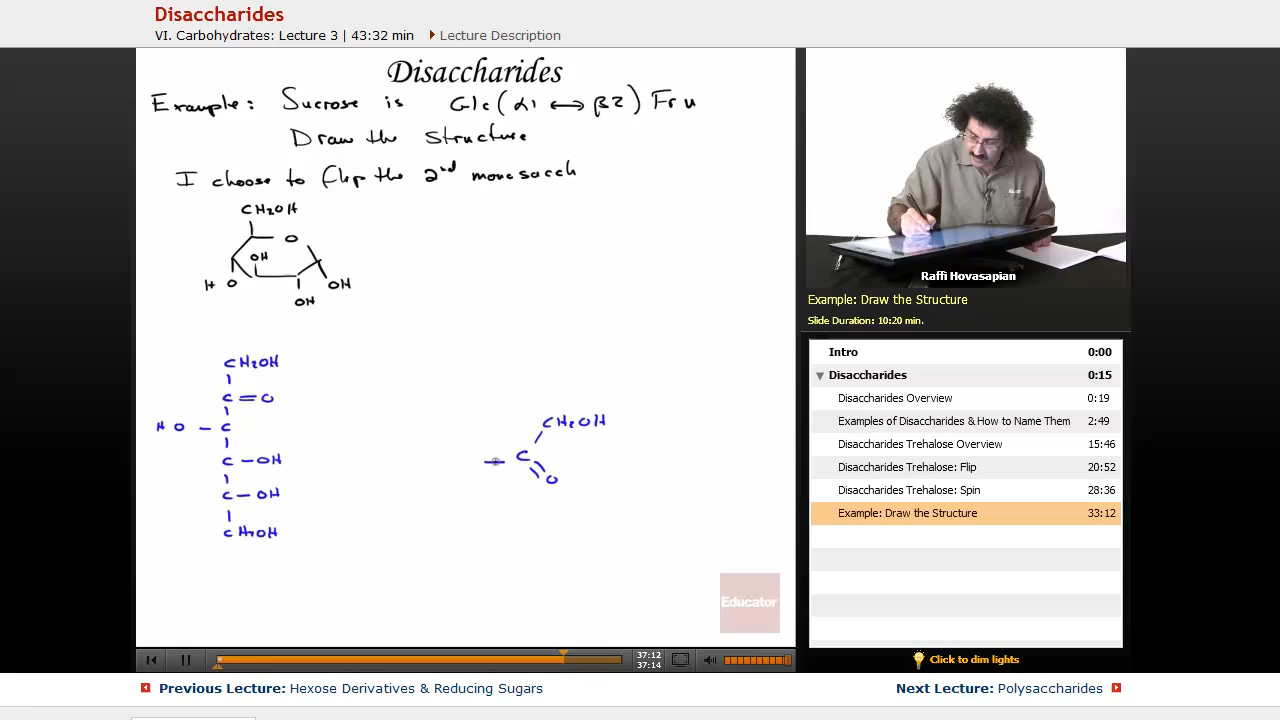 Disaccharides
VI. Carbohydrates: Lecture 3 | 43:32 min Lecture Description
Disaccharides
Example: Sucrose is Glc(α1 ⟷ β2) Fru
Draw the structure
I choose to flip the 2nd monosacch
CH2OH
O
OH
H O OH
OH
CH2OH
C=O
HO - C
C - OH
C - OH
CH2OH
CH2OH
C
O
Educator
Raffi Hovasapian
Example: Draw the Structure
Slide Duration: 10:20 min.
Intro 0:00
Disaccharides 0:15
Disaccharides Overview 0:19
Examples of Disaccharides & How to Name Them 2:49
Disaccharides Trehalose Overview 15:46
Disaccharides Trehalose: Flip 20:52
Disaccharides Trehalose: Spin 28:36
Example: Draw the Structure 33:12
37:12
37:14
Click to dim lights
Previous Lecture: Hexose Derivatives & Reducing Sugars
Next Lecture: Polysaccharides